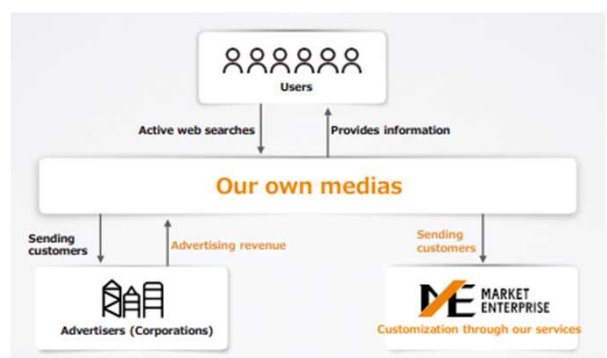 Users
Active web searches
Provides information
Our own medias
Sending
customers
Advertising revenue
Sending
customers
Advertisers (Corporations)
ME MARKET
ENTERPRISE
Customization through our services